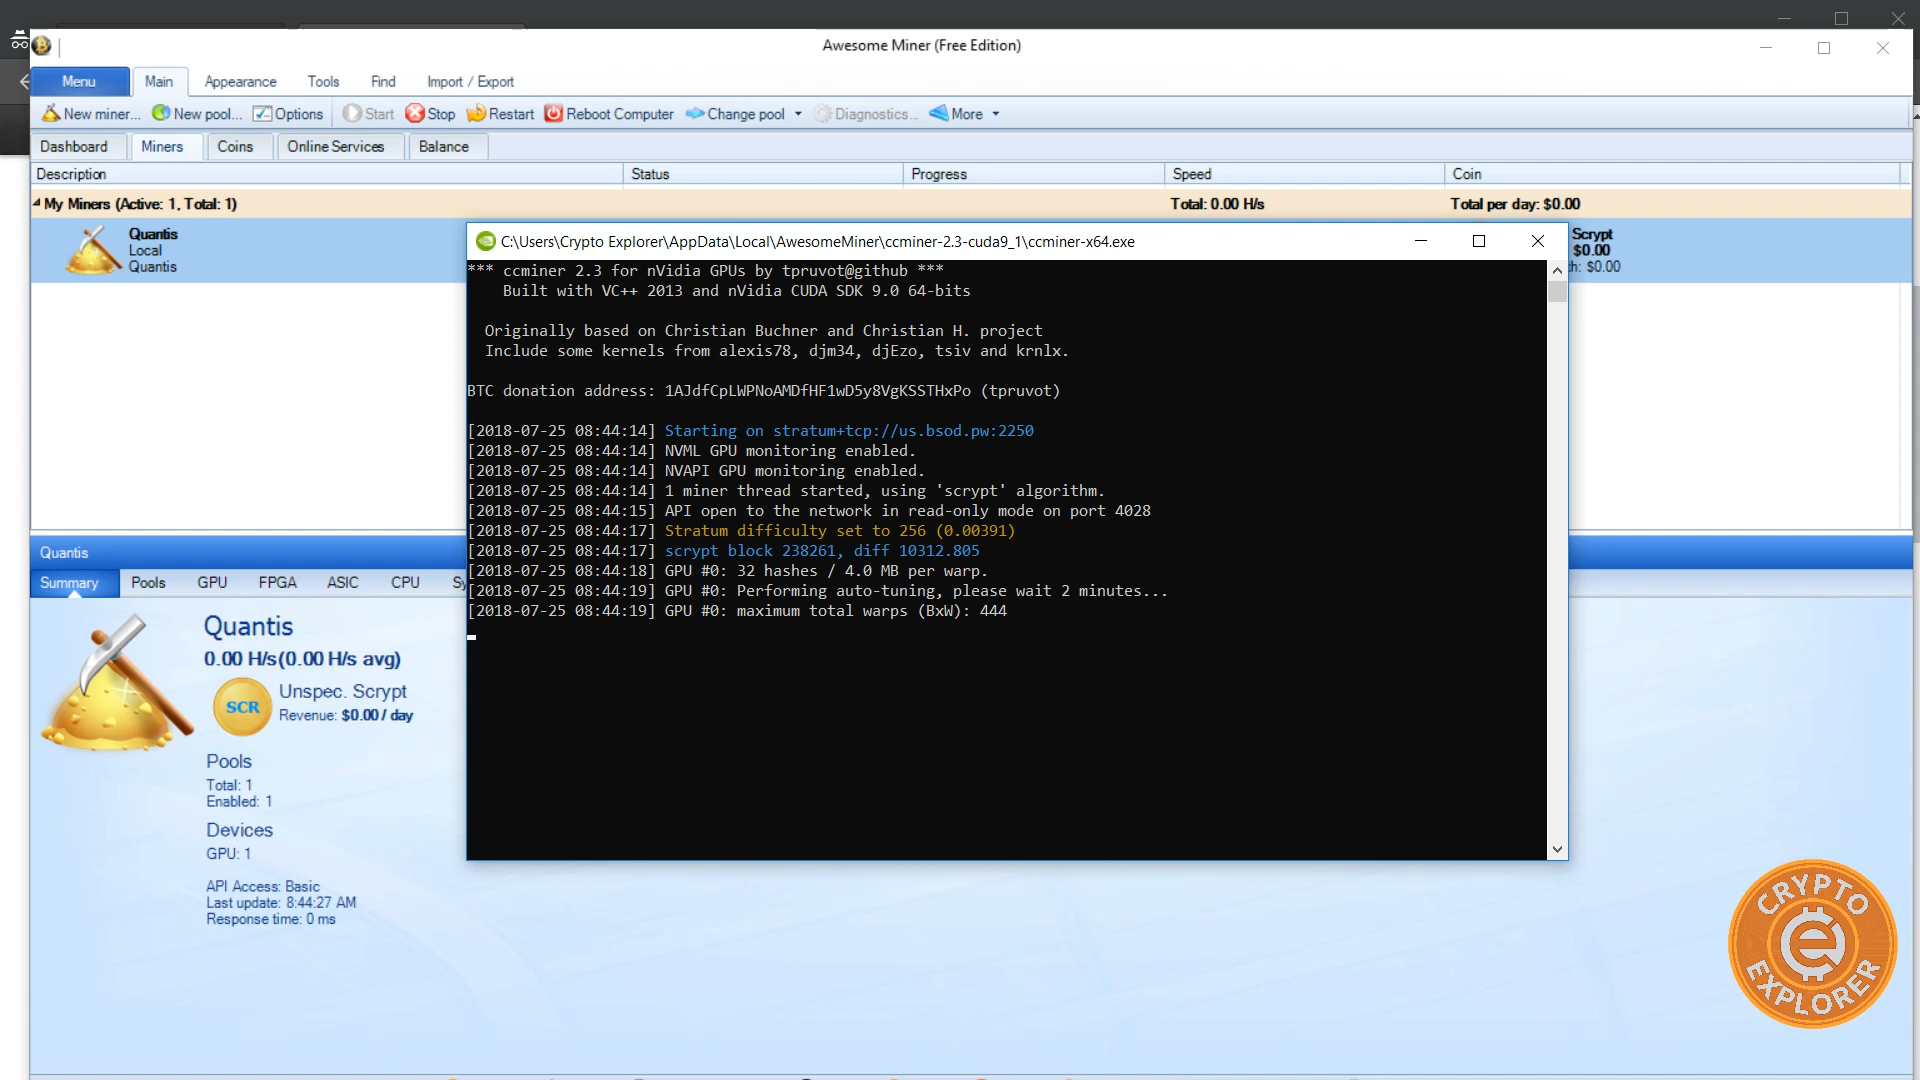 Awesome Miner (Free Edition)
Menu Main Appearance Tools Find Import / Export
New miner... New pool... Options Start Stop Restart Reboot Computer Change pool Diagnostics... More
Dashboard Miners Coins Online Services Balance
Description Status Progress Speed Coin
My Miners (Active: 1, Total: 1) Total: 0.00 H/s Total per day: $0.00
Quantis
Local
Quantis
Scrypt
$0.00
th: $0.00
C:\Users\Crypto Explorer\AppData\Local\AwesomeMiner\ccminer-2.3-cuda9_1\ccminer-x64.exe
*** ccminer 2.3 for nVidia GPUs by tpruvot@github ***
Built with VC++ 2013 and nVidia CUDA SDK 9.0 64-bits
Originally based on Christian Buchner and Christian H. project
Include some kernels from alexis78, djm34, djEzo, tsiv and krnlx.
BTC donation address: 1AJdfCpLWPNoAMDfHF1wD5y8VgKSSTHxPo (tpruvot)
[2018-07-25 08:44:14] Starting on stratum+tcp://us.bsod.pw:2250
[2018-07-25 08:44:14] NVML GPU monitoring enabled.
[2018-07-25 08:44:14] NVAPI GPU monitoring enabled.
[2018-07-25 08:44:14] 1 miner thread started, using 'scrypt' algorithm.
[2018-07-25 08:44:15] API open to the network in read-only mode on port 4028
[2018-07-25 08:44:17] Stratum difficulty set to 256 (0.00391)
[2018-07-25 08:44:17] scrypt block 238261, diff 10312.805
[2018-07-25 08:44:18] GPU #0: 32 hashes / 4.0 MB per warp.
[2018-07-25 08:44:19] GPU #0: Performing auto-tuning, please wait 2 minutes...
[2018-07-25 08:44:19] GPU #0: maximum total warps (BxW): 444
Quantis
Summary Pools GPU FPGA ASIC CPU Sy
Quantis
0.00 H/s(0.00 H/s avg)
SCR
Unspec. Scrypt
Revenue: $0.00 / day
Pools
Total: 1
Enabled: 1
Devices
GPU: 1
API Access: Basic
Last update: 8:44:27 AM
Response time: 0 ms
CRYPTO
EXPLORER